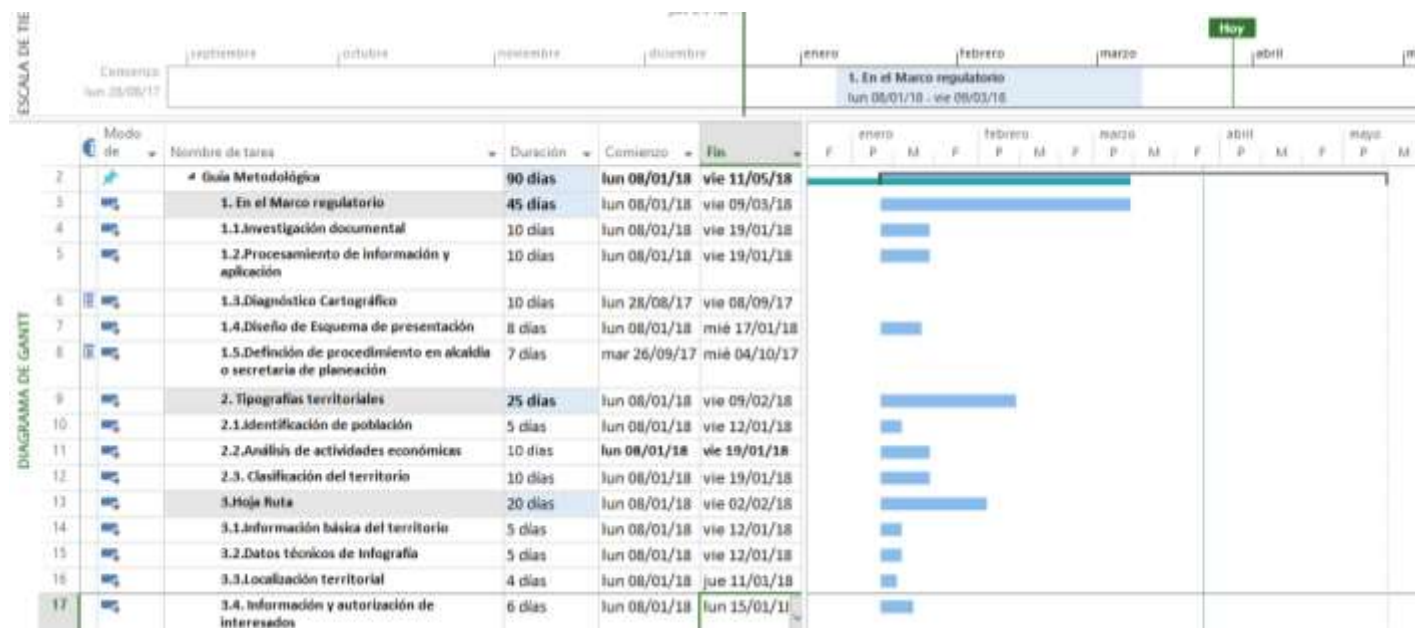 ESCALA DE TIE
Hoy
septiembre octubre noviembre diciembre enero febrero marzo abril
Comienzo
lun 28/08/17
1. En el Marco regulatorio
lun 08/01/18 - vie 09/03/18
DIAGRAMA DE GANTT
Modo de Nombre de tarea Duración Comienzo Fin
enero febrero marzo abril mayo
F P M F P M F P M F P M F P M
2 Guía Metodológica 90 días lun 08/01/18 vie 11/05/18
3 1. En el Marco regulatorio 45 días lun 08/01/18 vie 09/03/18
4 1.1.Investigación documental 10 días lun 08/01/18 vie 19/01/18
5 1.2.Procesamiento de información y 10 días lun 08/01/18 vie 19/01/18
aplicación
6 1.3.Diagnóstico Cartográfico 10 días lun 28/08/17 vie 08/09/17
7 1.4.Diseño de Esquema de presentación 8 días lun 08/01/18 mié 17/01/18
8 1.5.Definción de procedimiento en alcaldia 7 días mar 26/09/17 mié 04/10/17
o secretaria de planeación
9 2. Tipografias territoriales 25 días lun 08/01/18 vie 09/02/18
10 2.1.Identificación de población 5 días lun 08/01/18 vie 12/01/18
11 2.2.Análisis de actividades económicas 10 días lun 08/01/18 vie 19/01/18
12 2.3. Clasificación del territorio 10 días lun 08/01/18 vie 19/01/18
13 3.Hoja Ruta 20 días lun 08/01/18 vie 02/02/18
14 3.1.Información básica del territorio 5 días lun 08/01/18 vie 12/01/18
15 3.2.Datos técnicos de Infografía 5 días lun 08/01/18 vie 12/01/18
16 3.3.Localización territorial 4 días lun 08/01/18 jue 11/01/18
17 3.4. Información y autorización de 6 días lun 08/01/18 lun 15/01/1
interesados